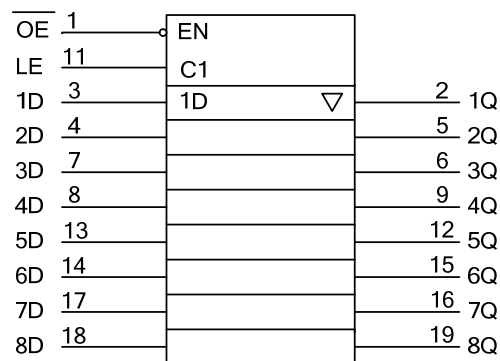 O̅E̅ 1 EN
LE 11 C1
1D 3 1D ▽ 2 1Q
2D 4 5 2Q
3D 7 6 3Q
4D 8 9 4Q
5D 13 12 5Q
6D 14 15 6Q
7D 17 16 7Q
8D 18 19 8Q